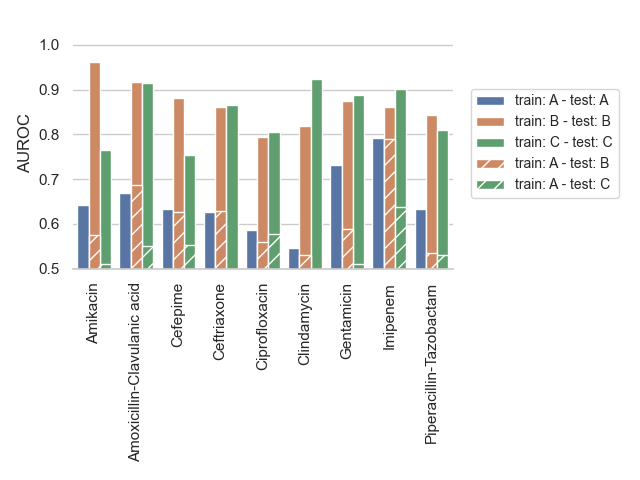 1.0
0.9
0.8
0.7
0.6
0.5
AUROC
Amikacin
Amoxicillin-Clavulanic acid
Cefepime
Ceftriaxone
Ciprofloxacin
Clindamycin
Gentamicin
Imipenem
Piperacillin-Tazobactam
train: A - test: A
train: B - test: B
train: C - test: C
train: A - test: B
train: A - test: C